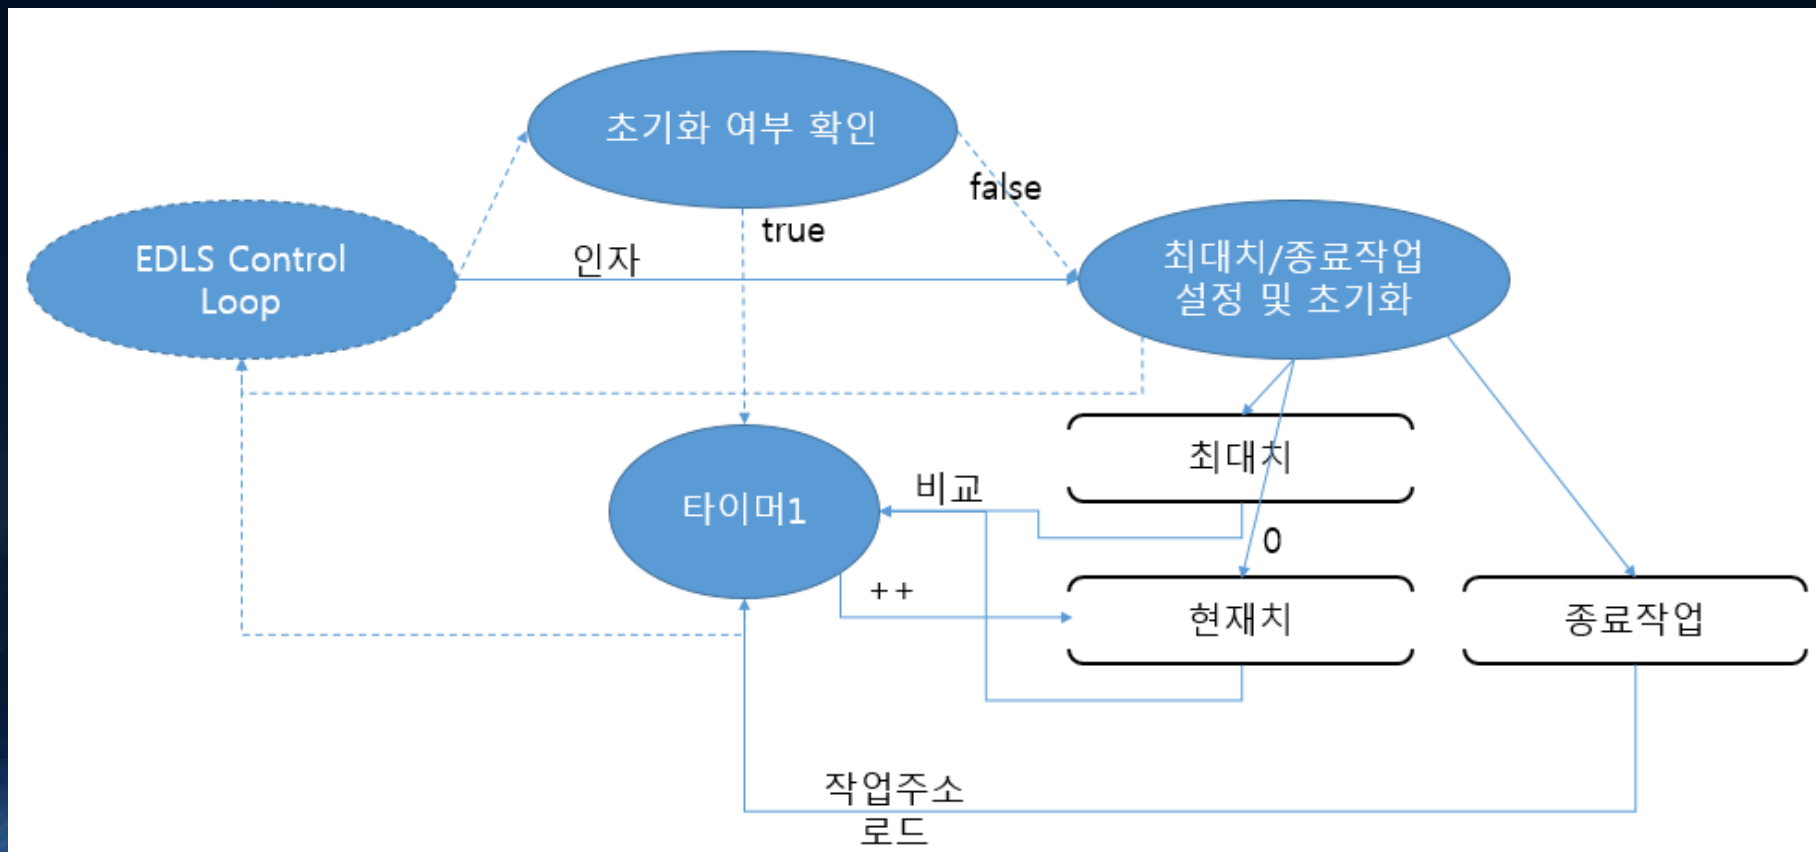 초기화 여부 확인
false
true
EDLS Control
Loop
인자
최대치/종료작업
설정 및 초기화
최대치
비교
타이머1
0
++
현재치
종료작업
작업주소
로드